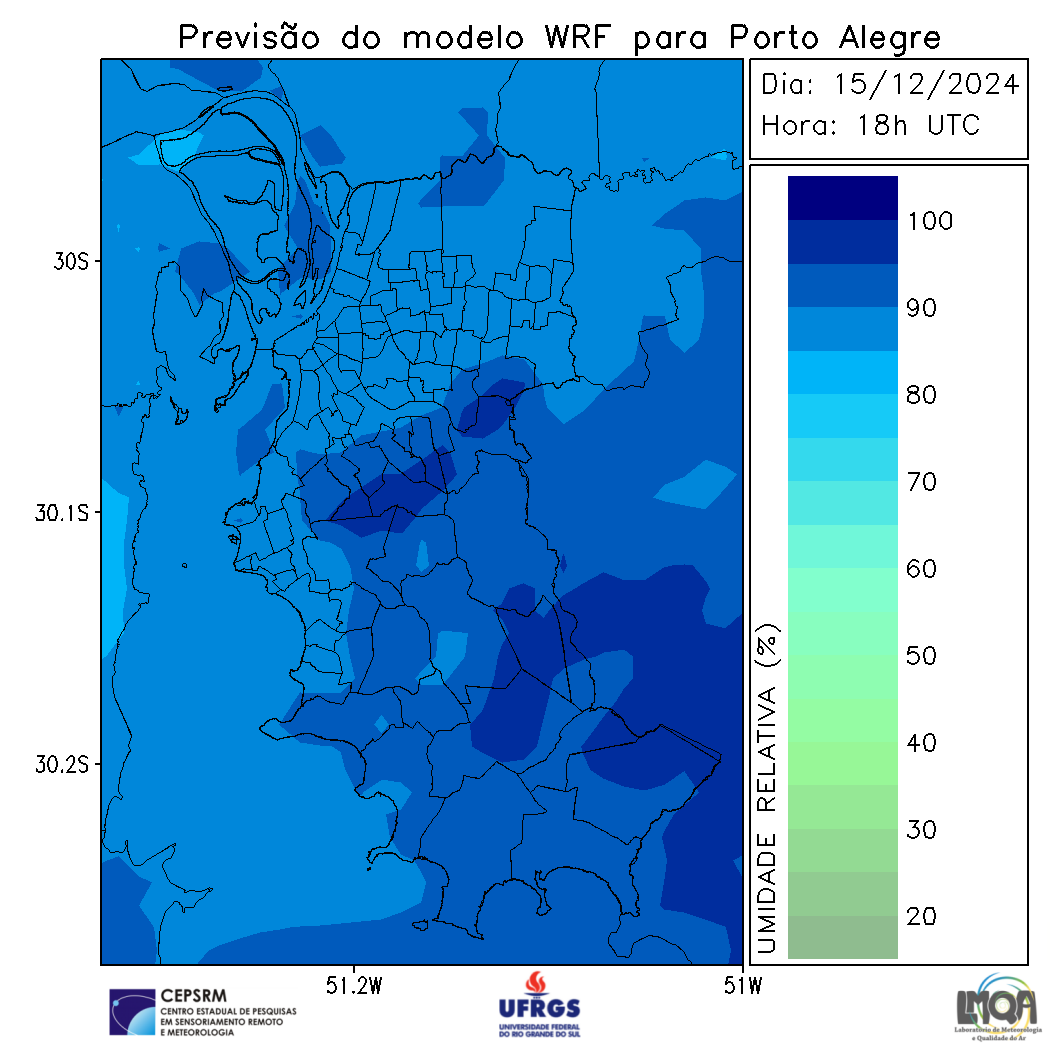 Previsão do modelo WRF para Porto Alegre
Dia: 15/12/2024
Hora: 18h UTC
30S
30.1S
30.2S
51.2W
51W
UMIDADE RELATIVA (%)
100
90
80
70
60
50
40
30
20
CEPSRM
CENTRO ESTADUAL DE PESQUISAS
EM SENSORIAMENTO REMOTO
E METEOROLOGIA
UFRGS
UNIVERSIDADE FEDERAL
DO RIO GRANDE DO SUL
LMQA
Laboratório de Meteorologia
e Qualidade do Ar